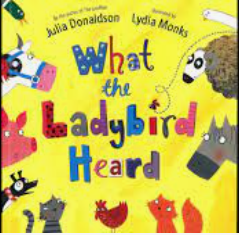 By the author of The Gruffalo
Julia Donaldson
Illustrated by
Lydia Monks
What
the
Ladybird
Heard